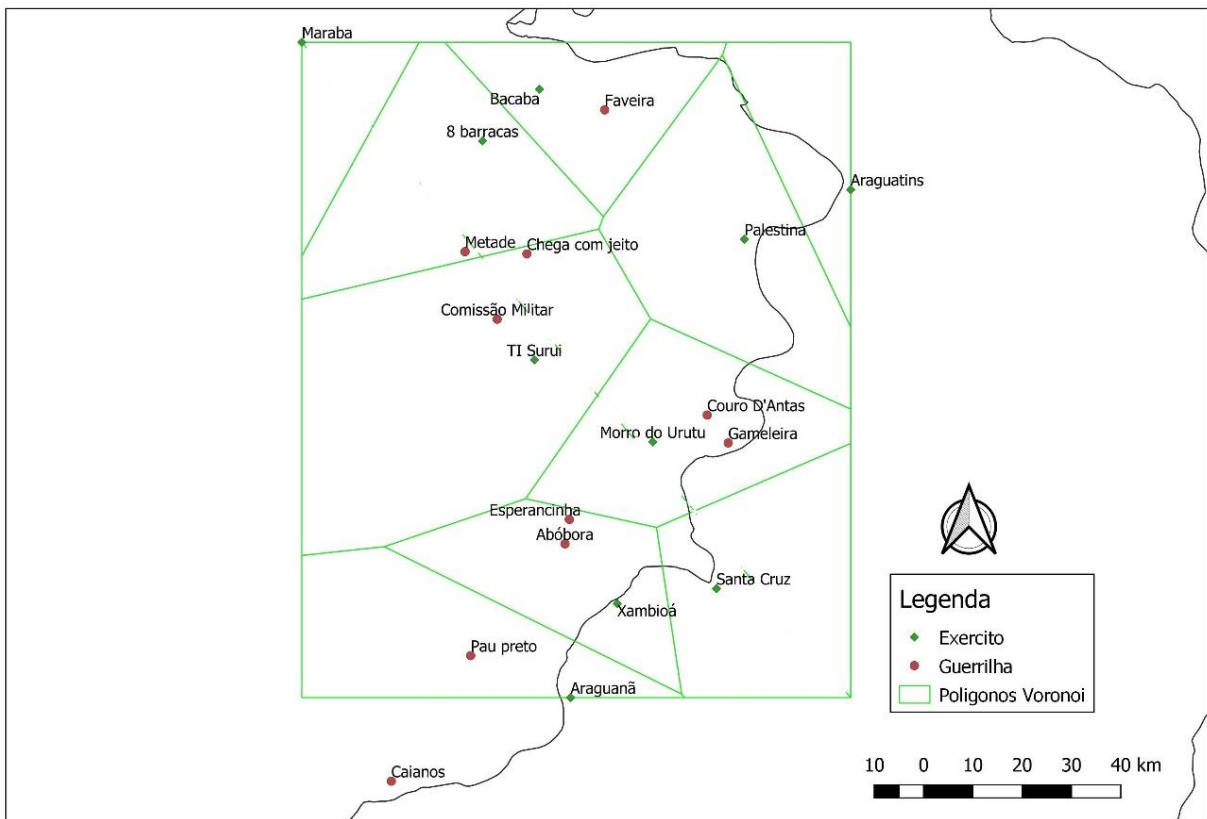 Maraba
Bacaba
Faveira
8 barracas
Araguatins
Palestina
Metade
Chega com jeito
Comissão Militar
TI Surui
Couro D'Antas
Morro do Urutu
Gameleira
Esperancinha
Abóbora
Santa Cruz
Xambioá
Pau preto
Araguanã
Caianos
Legenda
Exercito
Guerrilha
Poligonos Voronoi
10 0 10 20 30 40 km